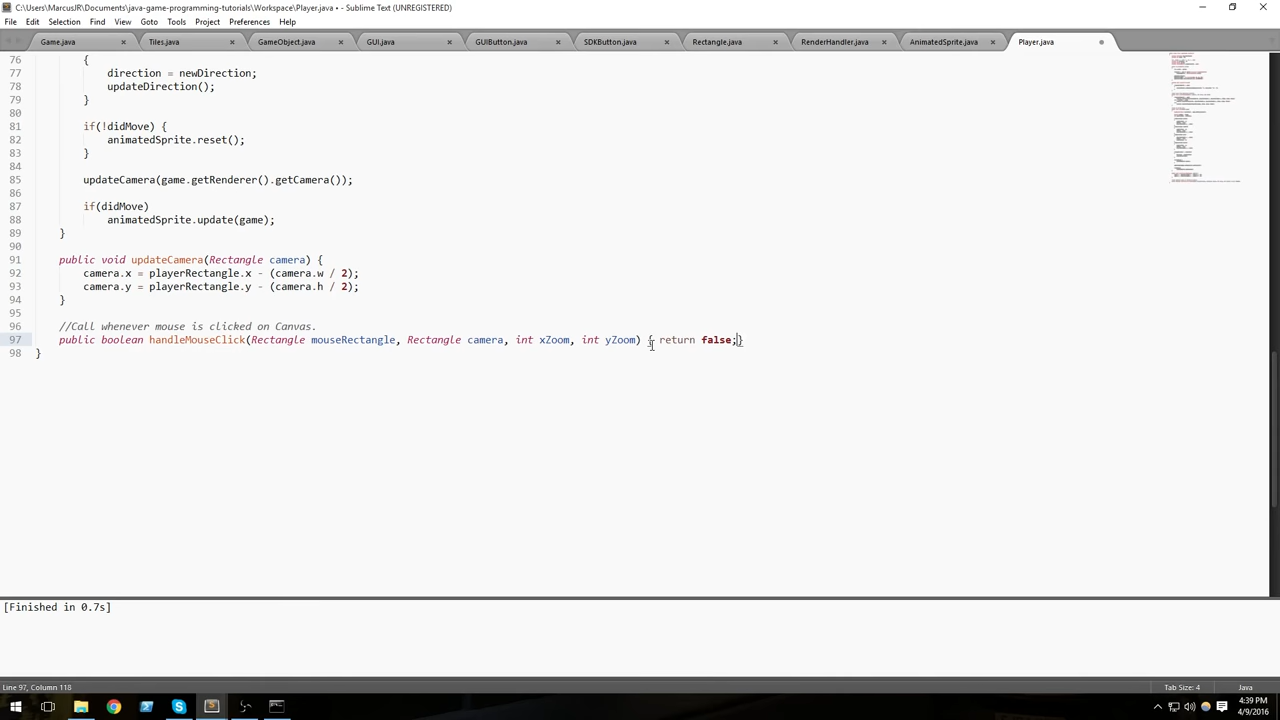 C:\Users\MarcusJR\Documents\java-game-programming-tutorials\Workspace\Player.java • - Sublime Text (UNREGISTERED)
File Edit Selection Find View Goto Tools Project Preferences Help
Game.java Tiles.java GameObject.java GUI.java GUIButton.java SDKButton.java Rectangle.java RenderHandler.java AnimatedSprite.java Player.java
76 {
77 direction = newDirection;
78 updateDirection();
79 }
80
81 if(!didMove) {
82 animatedSprite.reset();
83 }
84
85 updateCamera(game.getRenderer().getCamera());
86
87 if(didMove)
88 animatedSprite.update(game);
89 }
90
91 public void updateCamera(Rectangle camera) {
92 camera.x = playerRectangle.x - (camera.w / 2);
93 camera.y = playerRectangle.y - (camera.h / 2);
94 }
95
96 //Call whenever mouse is clicked on Canvas.
97 public boolean handleMouseClick(Rectangle mouseRectangle, Rectangle camera, int xZoom, int yZoom) { return false;}
98 }
[Finished in 0.7s]
Line 97, Column 118 Tab Size: 4 Java
4:39 PM
4/9/2016